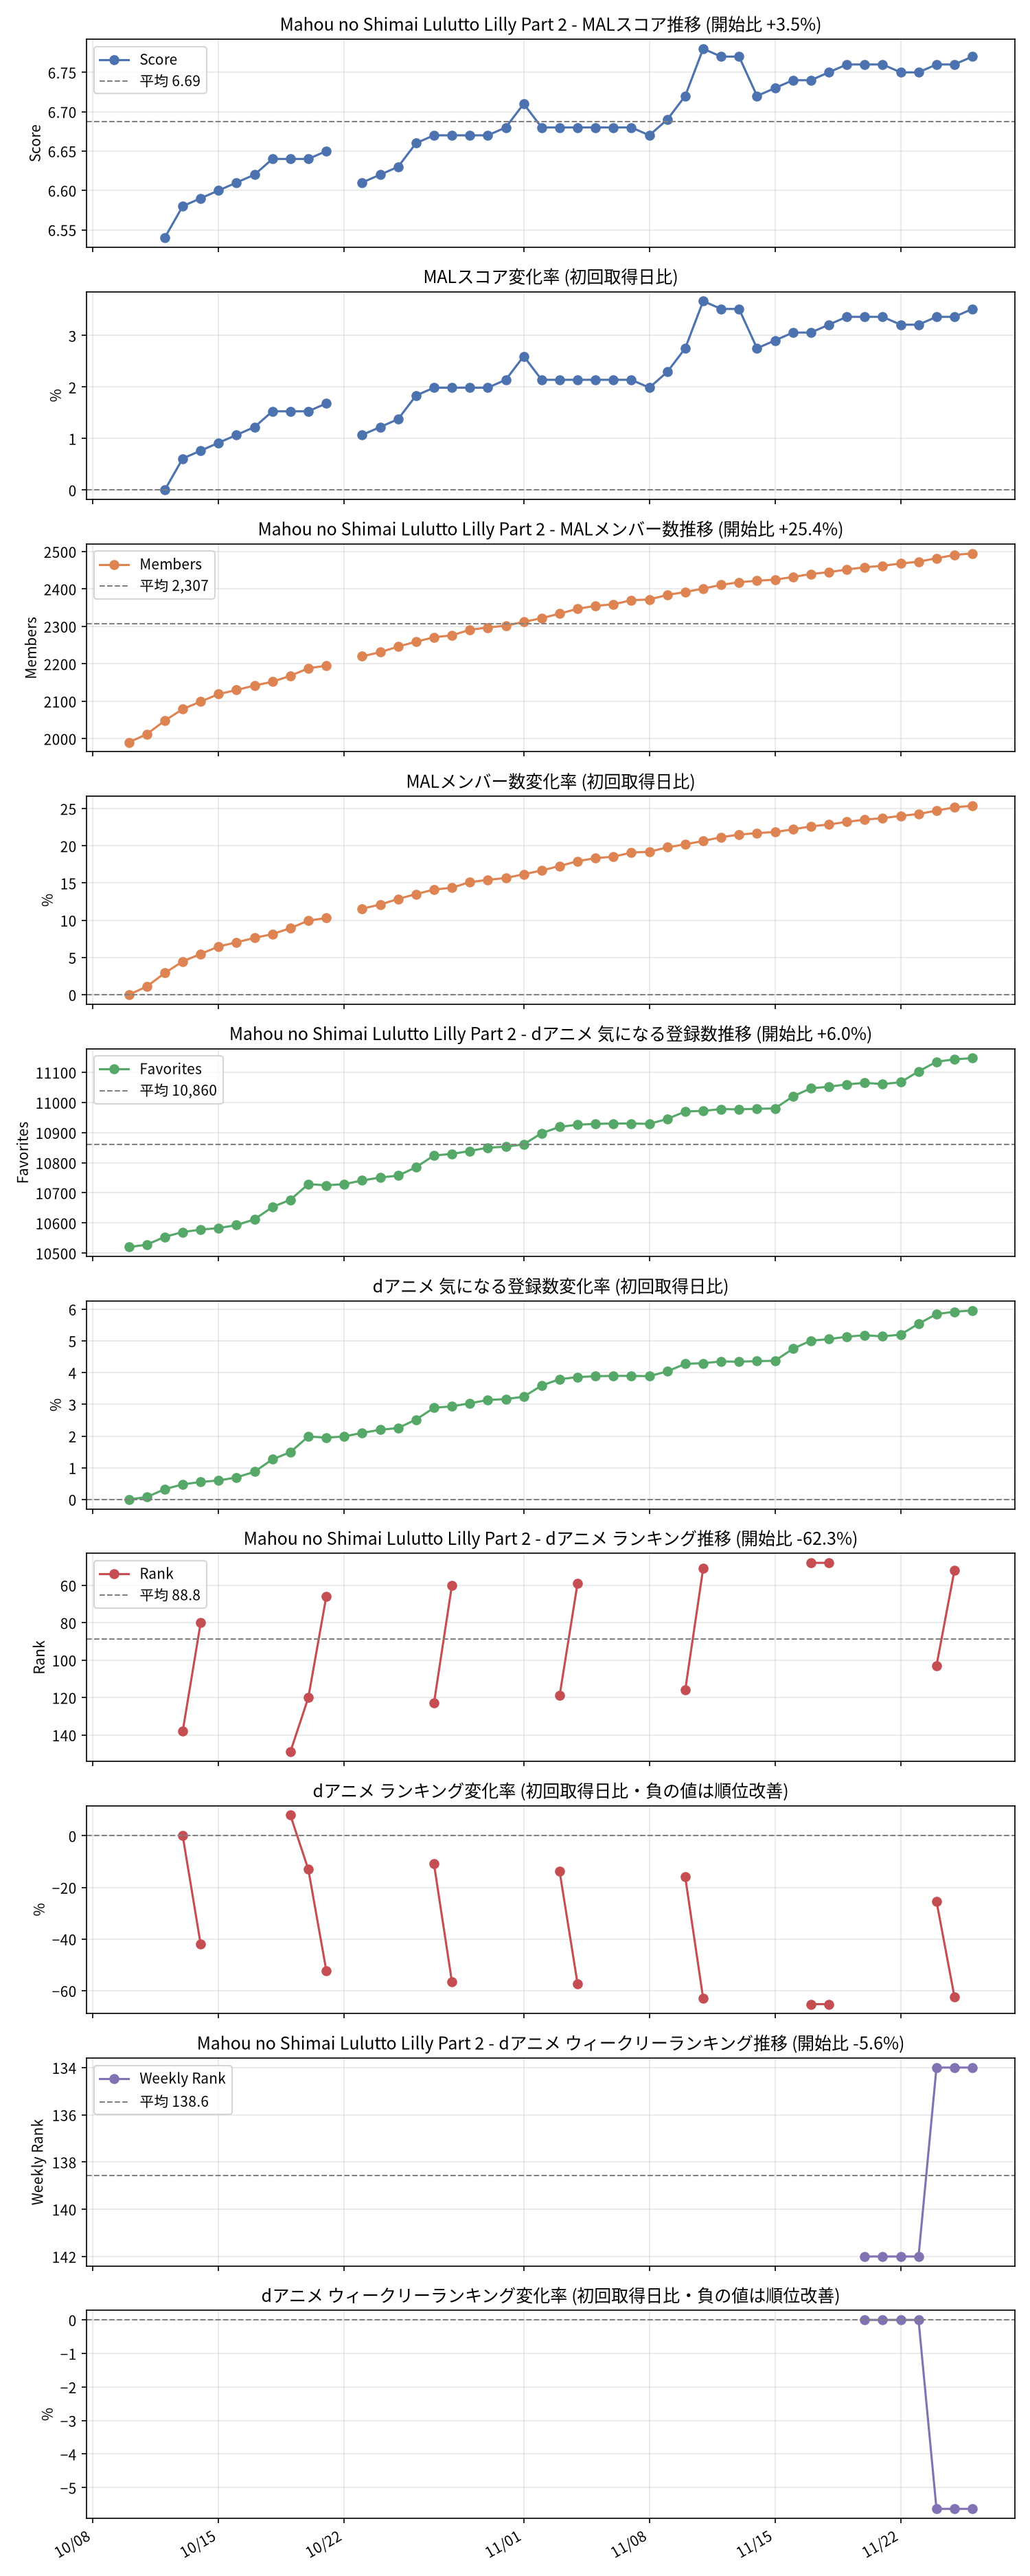 Mahou no Shimai Lulutto Lilly Part 2 - MALスコア推移 (開始比 +3.5%)
Score
平均 6.69
Score
6.75
6.70
6.65
6.60
6.55
MALスコア変化率 (初回取得日比)
%
3
2
1
0
Mahou no Shimai Lulutto Lilly Part 2 - MALメンバー数推移 (開始比 +25.4%)
Members
平均 2,307
Members
2500
2400
2300
2200
2100
2000
MALメンバー数変化率 (初回取得日比)
%
25
20
15
10
5
0
Mahou no Shimai Lulutto Lilly Part 2 - dアニメ 気になる登録数推移 (開始比 +6.0%)
Favorites
平均 10,860
Favorites
11100
11000
10900
10800
10700
10600
10500
dアニメ 気になる登録数変化率 (初回取得日比)
%
6
5
4
3
2
1
0
Mahou no Shimai Lulutto Lilly Part 2 - dアニメ ランキング推移 (開始比 -62.3%)
Rank
平均 88.8
Rank
60
80
100
120
140
dアニメ ランキング変化率 (初回取得日比・負の値は順位改善)
%
0
−20
−40
−60
Mahou no Shimai Lulutto Lilly Part 2 - dアニメ ウィークリーランキング推移 (開始比 -5.6%)
Weekly Rank
平均 138.6
Weekly Rank
134
136
138
140
142
dアニメ ウィークリーランキング変化率 (初回取得日比・負の値は順位改善)
%
0
−1
−2
−3
−4
−5
10/08
10/15
10/22
11/01
11/08
11/15
11/22